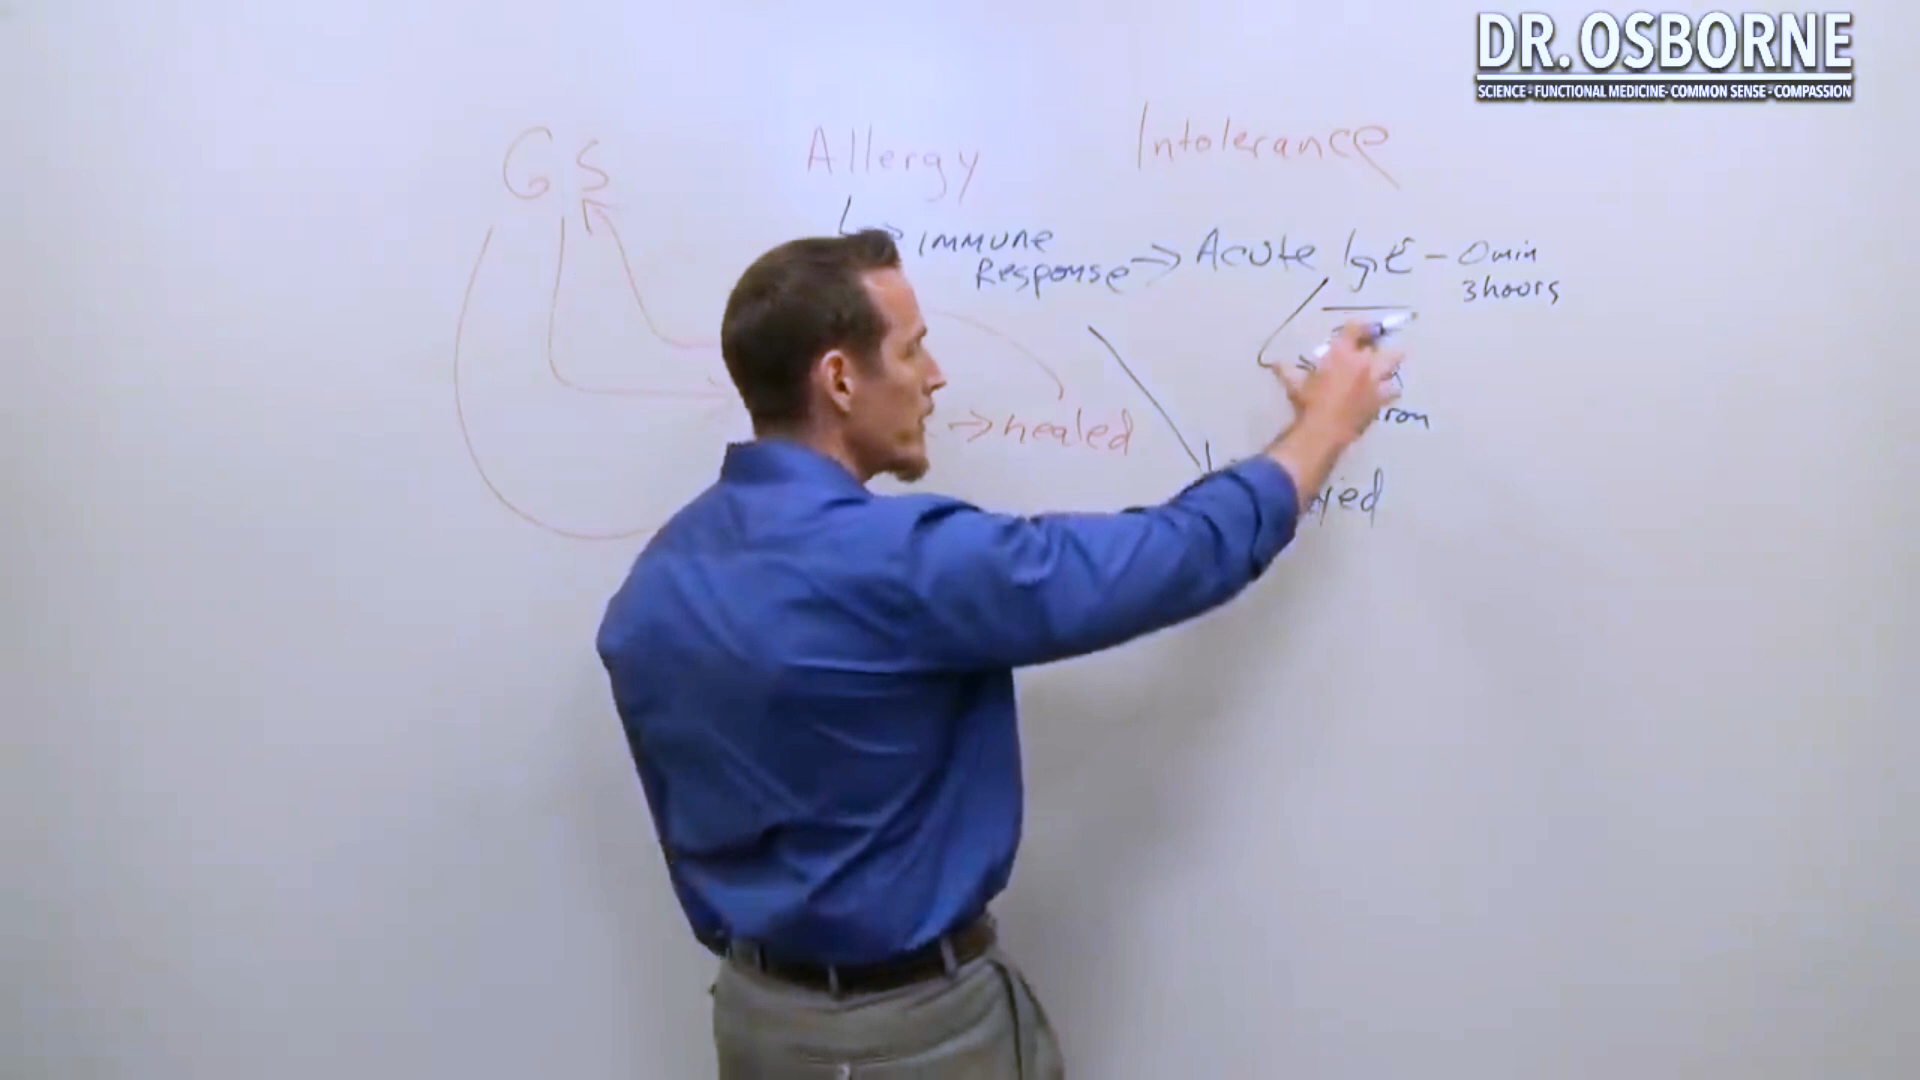 DR. OSBORNE
SCIENCE - FUNCTIONAL MEDICINE - COMMON SENSE - COMPASSION
GS
Allergy
Intolerance
Immune
Response
Acute IgE - 0 min
3 hours
healed